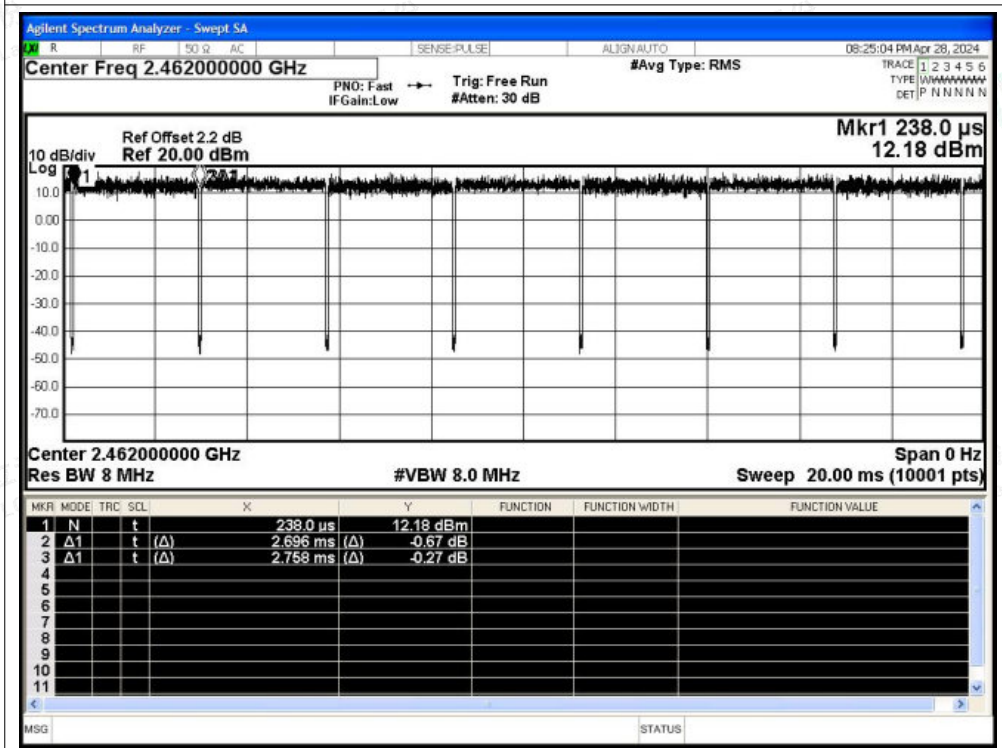 Agilent Spectrum Analyzer - Swept SA
R RF 50 Ω AC SENSE:PULSE ALIGN AUTO 08:25:04 PM Apr 28, 2024
Center Freq 2.462000000 GHz #Avg Type: RMS TRACE 1 2 3 4 5 6
PNO: Fast Trig: Free Run TYPE
IFGain:Low #Atten: 30 dB DET P N N N N N
Mkr1 238.0 µs
Ref Offset 2.2 dB
10 dB/div Ref 20.00 dBm 12.18 dBm
Log
10.0
0.00
-10.0
-20.0
-30.0
-40.0
-50.0
-60.0
-70.0
Center 2.462000000 GHz Span 0 Hz
Res BW 8 MHz #VBW 8.0 MHz Sweep 20.00 ms (10001 pts)
MKR MODE TRC SCL X Y FUNCTION FUNCTION WIDTH FUNCTION VALUE
1 N t 238.0 µs 12.18 dBm
2 Δ1 t (Δ) 2.696 ms (Δ) -0.67 dB
3 Δ1 t (Δ) 2.758 ms (Δ) -0.27 dB
4
5
6
7
8
9
10
11
MSG STATUS